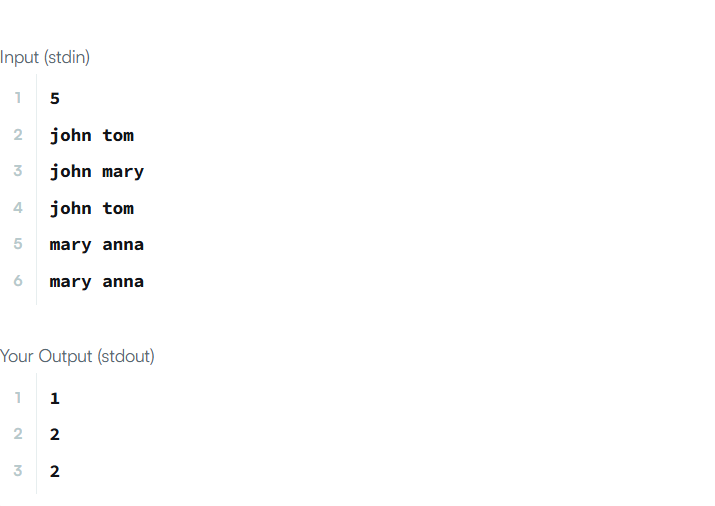 Input (stdin)
1 5
2 john tom
3 john mary
4 john tom
5 mary anna
6 mary anna
Your Output (stdout)
1 1
2 2
3 2